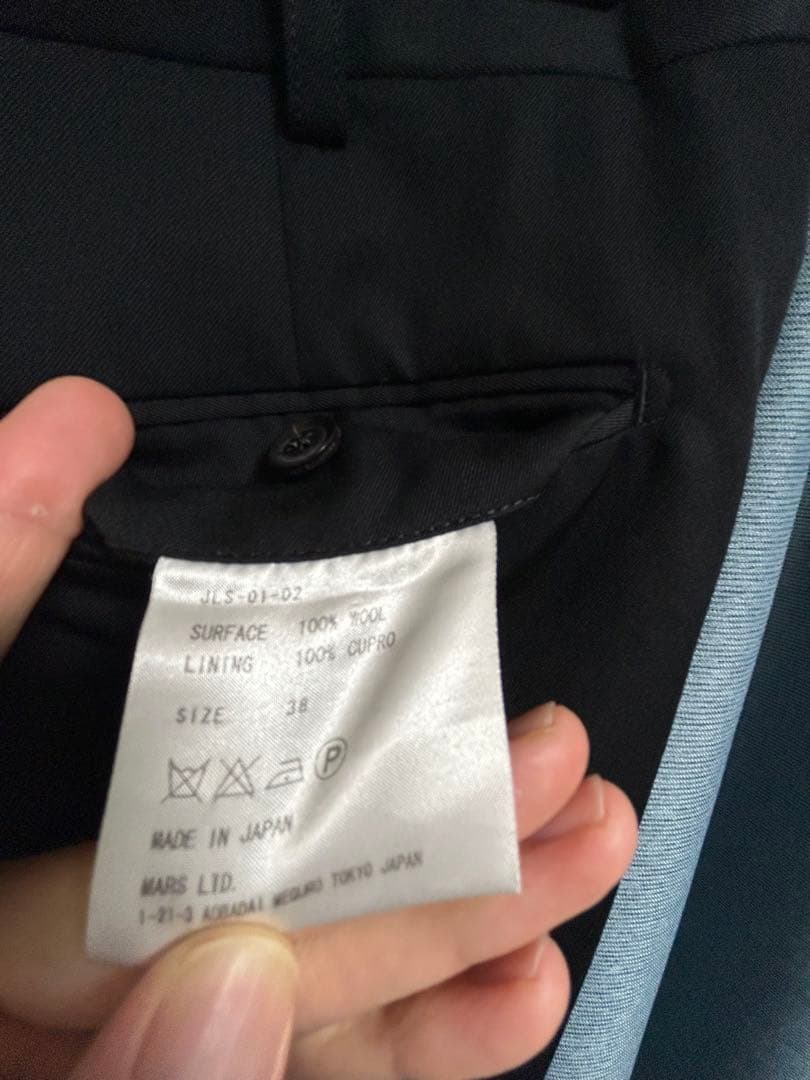 JLS-01-02
SURFACE 100% WOOL
LINING 100% CUPRO
SIZE 38
P
MADE IN JAPAN
MARS LTD.
1-21-3 AOBADAI MEGURO TOKYO JAPAN